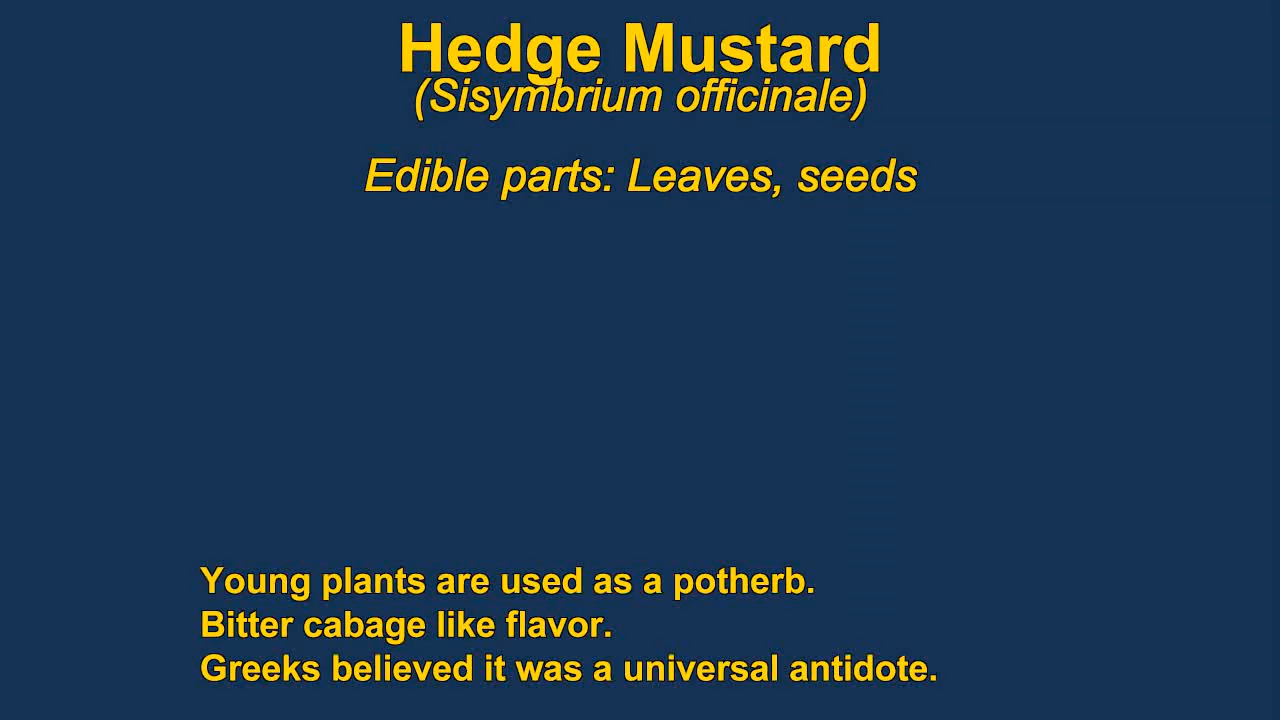 Hedge Mustard
(Sisymbrium officinale)
Edible parts: Leaves, seeds
Young plants are used as a potherb.
Bitter cabage like flavor.
Greeks believed it was a universal antidote.